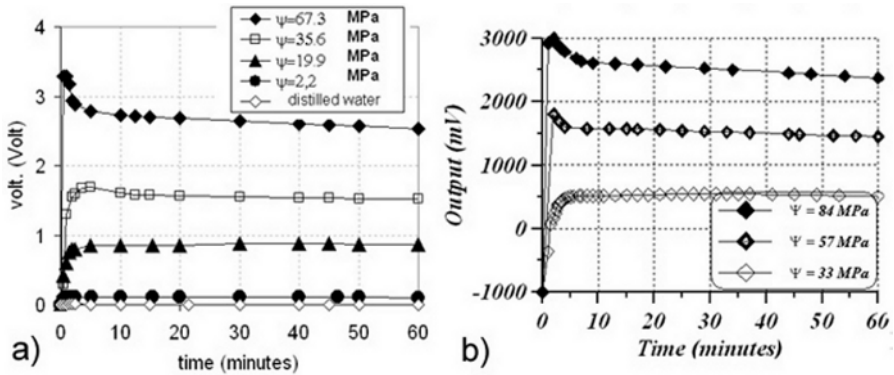 4.
3
2
1
0
volt. (Volt)
ψ=67.3 MPa
ψ=35.6 MPa
ψ=19.9 MPa
ψ=2,2 MPa
distilled water
0 10 20 30 40 50 60
time (minutes)
a)
3000
2000
1000
0
-1000
Output (mV)
Ψ = 84 MPa
Ψ = 57 MPa
Ψ = 33 MPa
0 10 20 30 40 50 60
Time (minutes)
b)